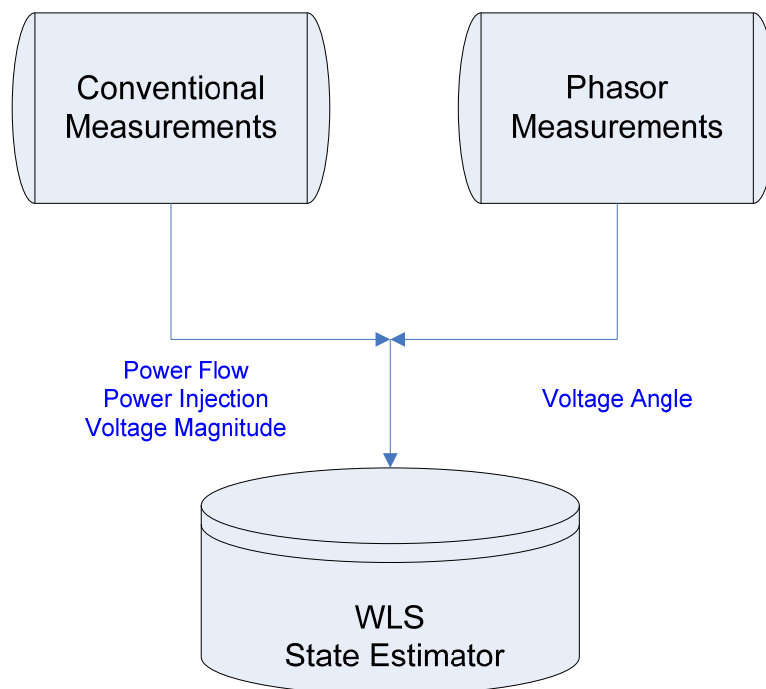 Conventional
Measurements
Phasor
Measurements
Power Flow
Power Injection
Voltage Magnitude
Voltage Angle
WLS
State Estimator